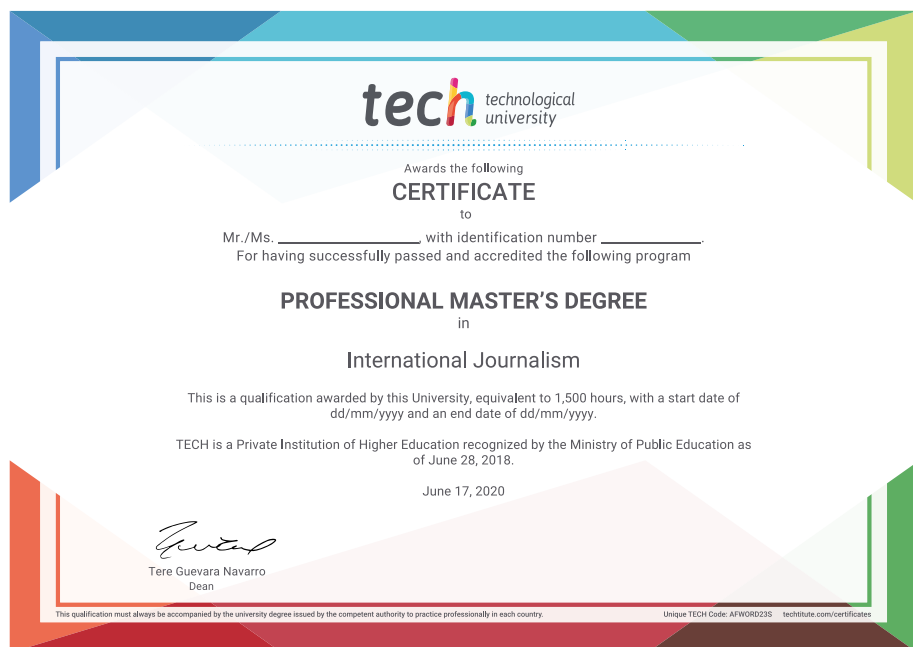 tech technological
university
Awards the following
CERTIFICATE
to
Mr./Ms. ____________________, with identification number ______________.
For having successfully passed and accredited the following program
PROFESSIONAL MASTER'S DEGREE
in
International Journalism
This is a qualification awarded by this University, equivalent to 1,500 hours, with a start date of
dd/mm/yyyy and an end date of dd/mm/yyyy.
TECH is a Private Institution of Higher Education recognized by the Ministry of Public Education as
of June 28, 2018.
June 17, 2020
Tere Guevara Navarro
Dean
This qualification must always be accompanied by the university degree issued by the competent authority to practice professionally in each country. Unique TECH Code: AFWORD23S techtitute.com/certificates